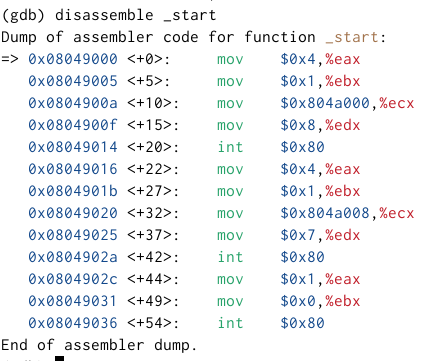 (gdb) disassemble _start
Dump of assembler code for function _start:
=> 0x08049000 <+0>:     mov    $0x4,%eax
   0x08049005 <+5>:     mov    $0x1,%ebx
   0x0804900a <+10>:    mov    $0x804a000,%ecx
   0x0804900f <+15>:    mov    $0x8,%edx
   0x08049014 <+20>:    int    $0x80
   0x08049016 <+22>:    mov    $0x4,%eax
   0x0804901b <+27>:    mov    $0x1,%ebx
   0x08049020 <+32>:    mov    $0x804a008,%ecx
   0x08049025 <+37>:    mov    $0x7,%edx
   0x0804902a <+42>:    int    $0x80
   0x0804902c <+44>:    mov    $0x1,%eax
   0x08049031 <+49>:    mov    $0x0,%ebx
   0x08049036 <+54>:    int    $0x80
End of assembler dump.